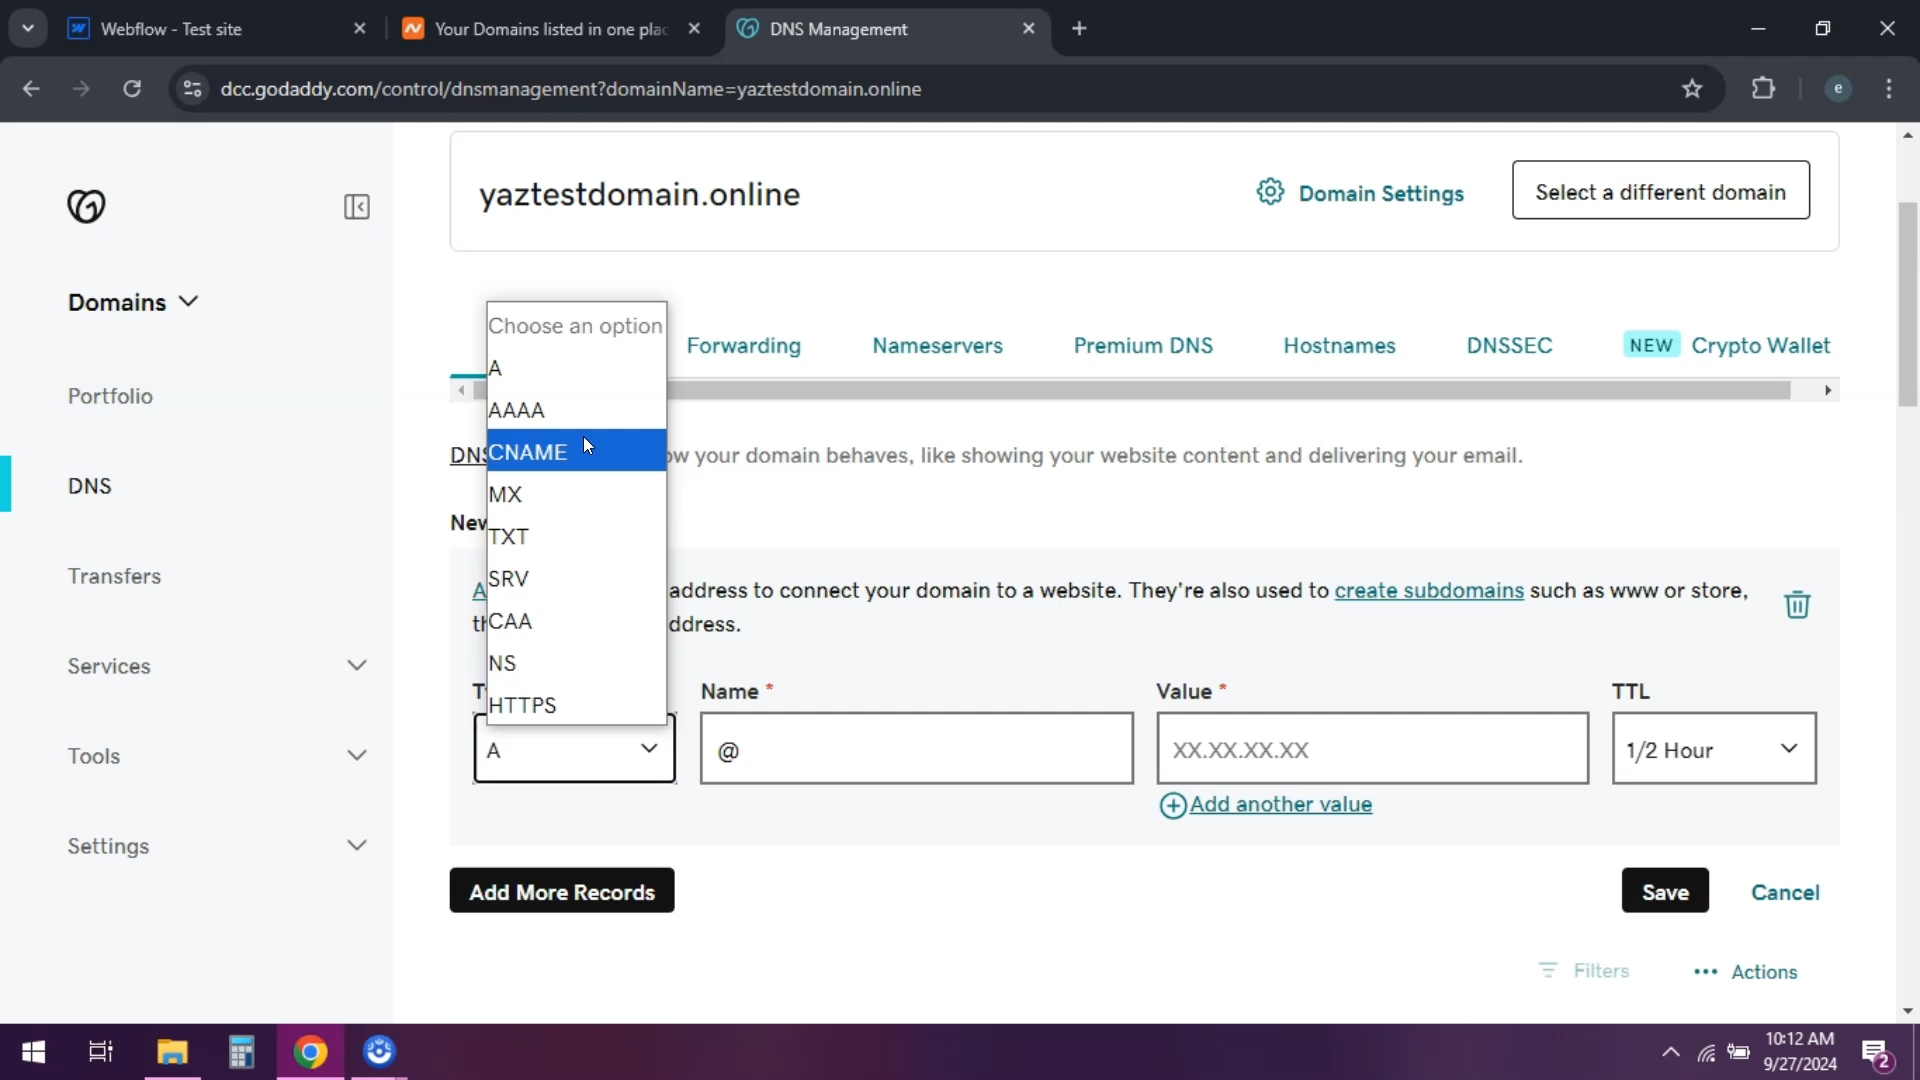 Webflow - Test site
Your Domains listed in one plac
DNS Management
dcc.godaddy.com/control/dnsmanagement?domainName=yaztestdomain.online
e
yaztestdomain.online
Domain Settings
Select a different domain
Domains
Portfolio
DNS
Transfers
Services
Tools
Settings
Forwarding
Nameservers
Premium DNS
Hostnames
DNSSEC
NEW Crypto Wallet
Choose an option
A
AAAA
CNAME
MX
TXT
SRV
CAA
NS
HTTPS
DNS
your domain behaves, like showing your website content and delivering your email.
New
A address to connect your domain to a website. They're also used to create subdomains such as www or store,
Name *
Value *
TTL
A
@
XX.XX.XX.XX
1/2 Hour
Add another value
Add More Records
Save
Cancel
Filters
Actions
10:12 AM
9/27/2024
2